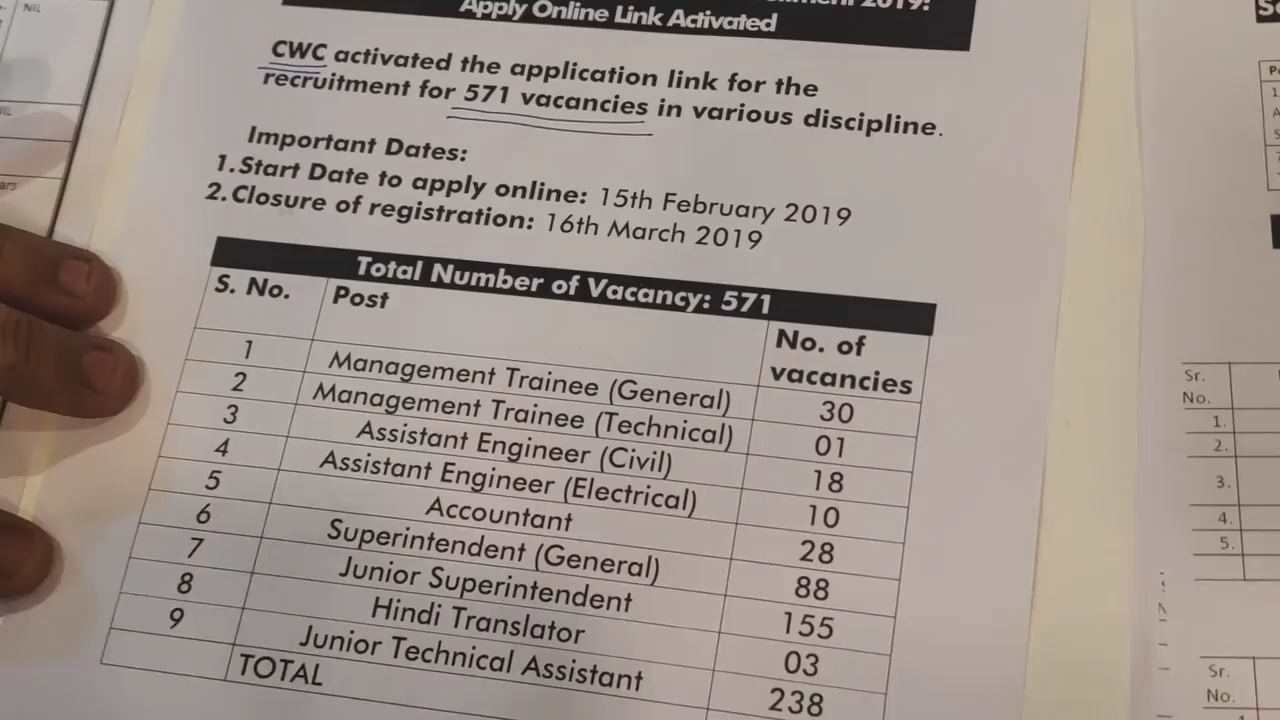 2019:
Apply Online Link Activated
CWC activated the application link for the
recruitment for 571 vacancies in various discipline.
Important Dates:
1. Start Date to apply online: 15th February 2019
2. Closure of registration: 16th March 2019
Total Number of Vacancy: 571
S. No. Post No. of vacancies
1 Management Trainee (General) 30
2 Management Trainee (Technical) 01
3 Assistant Engineer (Civil) 18
4 Assistant Engineer (Electrical) 10
5 Accountant 28
6 Superintendent (General) 88
7 Junior Superintendent 155
8 Hindi Translator 03
9 Junior Technical Assistant 238
TOTAL
NIL
Sr.
No.
1.
2.
3.
4.
5.
Sr.
No.